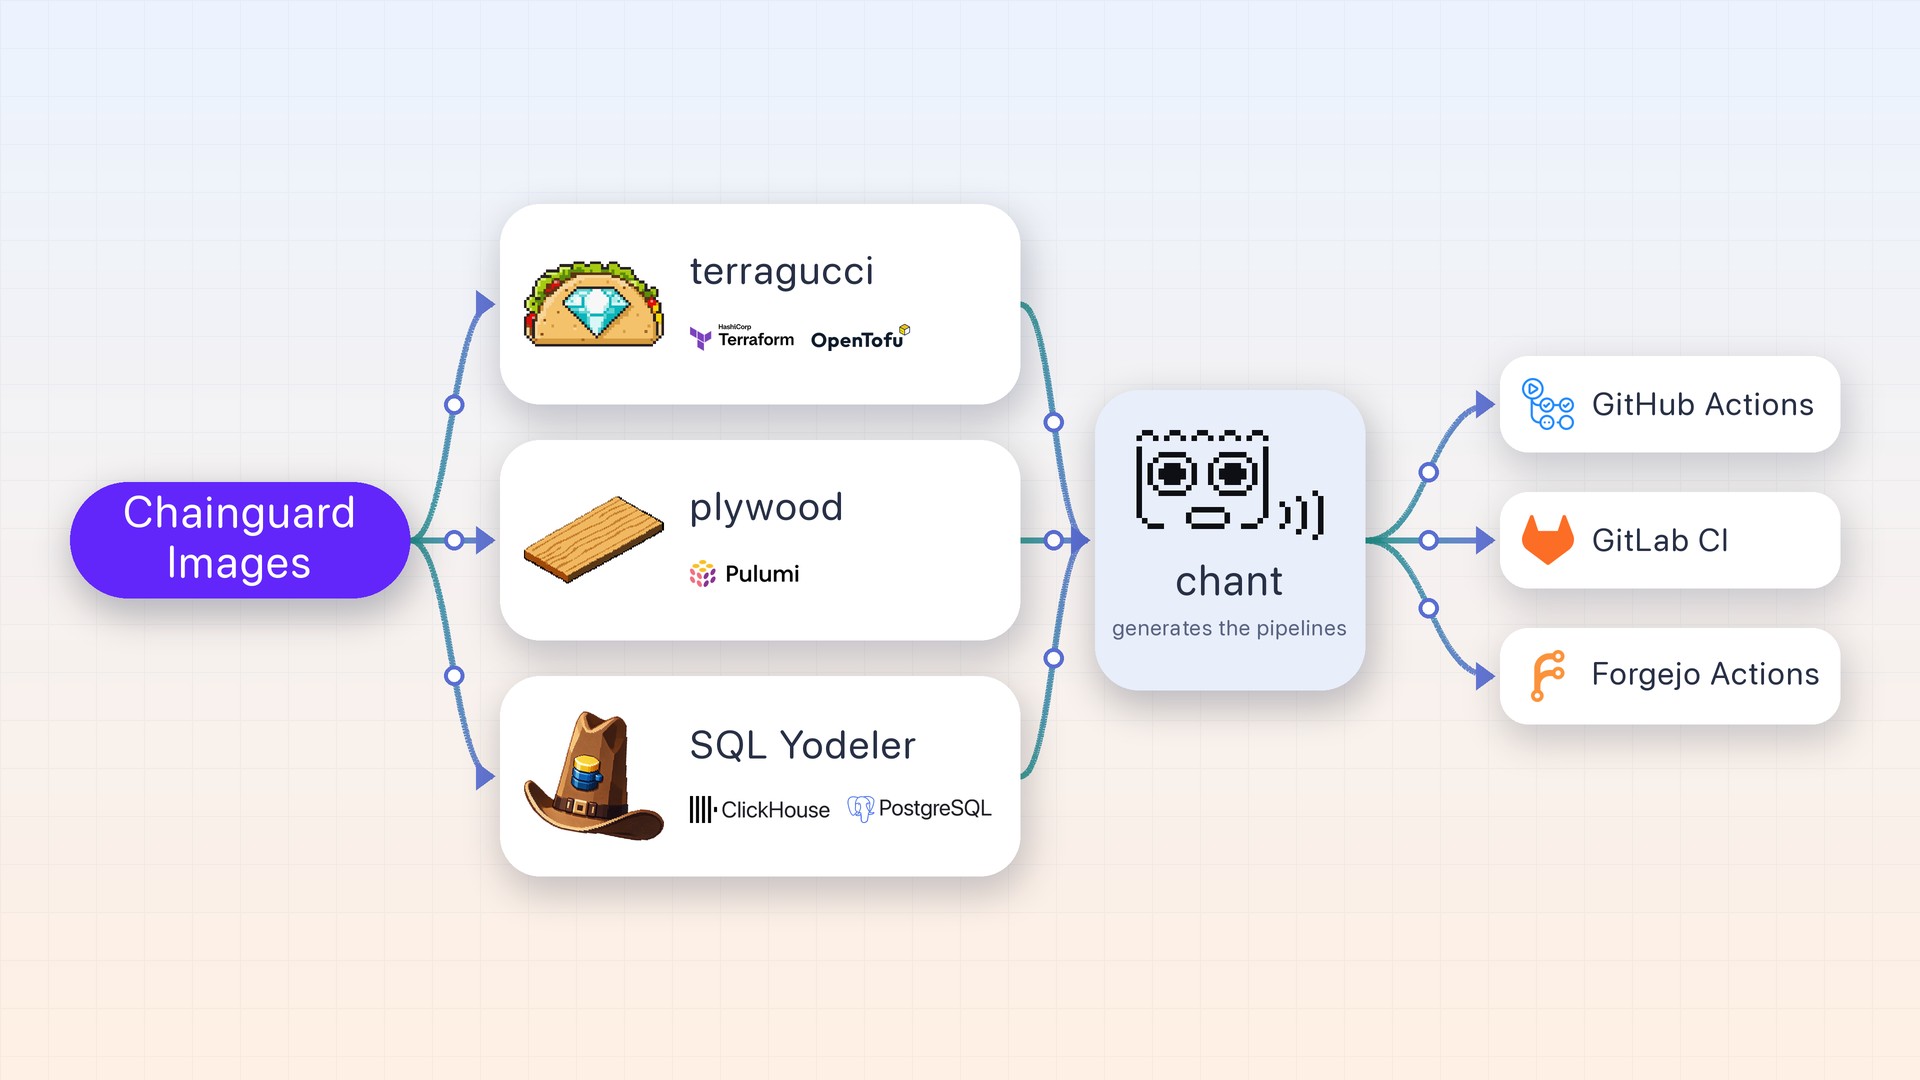 Chainguard
Images
terragucci
HashiCorp
Terraform
OpenTofu
plywood
Pulumi
SQL Yodeler
ClickHouse
PostgreSQL
chant
generates the pipelines
GitHub Actions
GitLab CI
Forgejo Actions